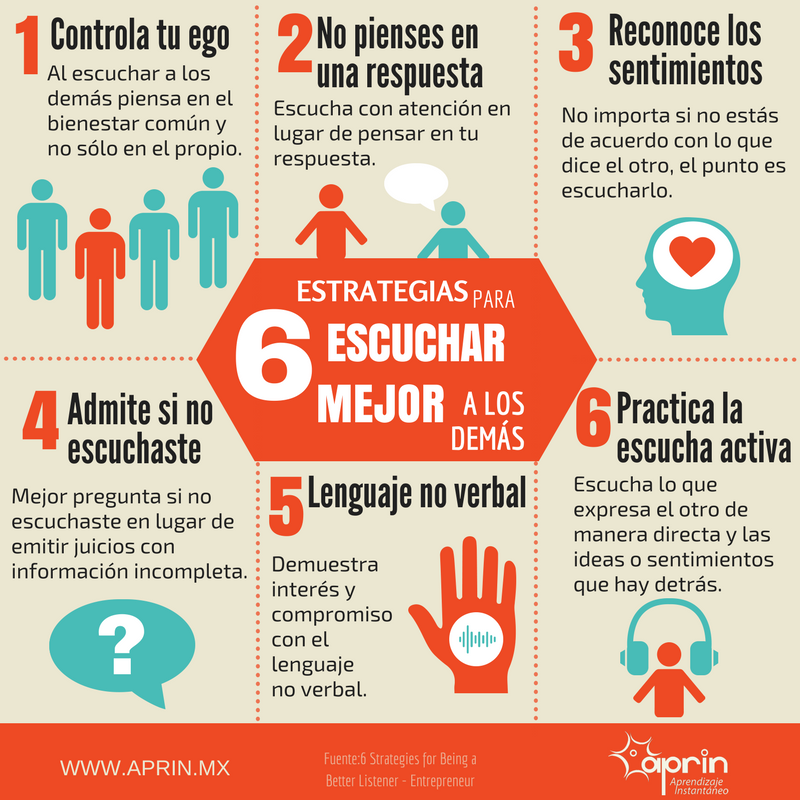 1 Controla tu ego
Al escuchar a los
demás piensa en el
bienestar común y
no sólo en el propio.
2 No pienses en
una respuesta
Escucha con atención en
lugar de pensar en tu
respuesta.
3 Reconoce los
sentimientos
No importa si no estás
de acuerdo con lo que
dice el otro, el punto es
escucharlo.
ESTRATEGIAS PARA
6 ESCUCHAR
MEJOR A LOS
DEMÁS
4 Admite si no
escuchaste
Mejor pregunta si no
escuchaste en lugar de
emitir juicios con
información incompleta.
?
5 Lenguaje no verbal
Demuestra
interés y
compromiso
con el
lenguaje
no verbal.
6 Practica la
escucha activa
Escucha lo que
expresa el otro de
manera directa y las
ideas o sentimientos
que hay detrás.
WWW.APRIN.MX
Fuente:6 Strategies for Being a
Better Listener - Entrepreneur
aprin
Aprendizaje
Instantáneo